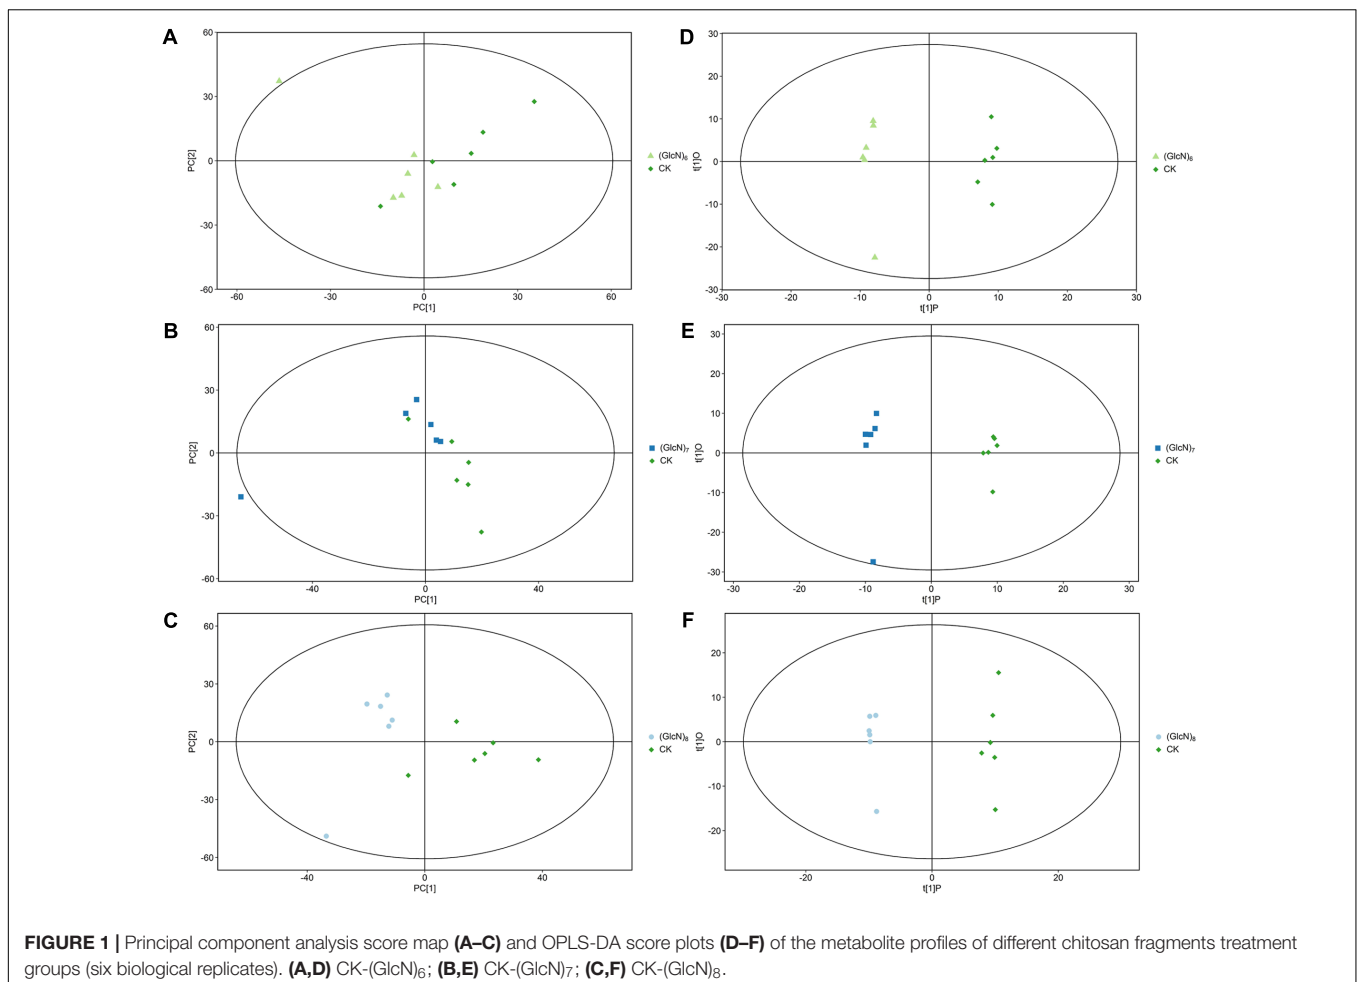 A
60
30
0
-30
-60
PC[2]
-60
-30
0
30
60
PC[1]
(GlcN)6
CK
D
30
20
10
0
-10
-20
-30
t[1]O
-30
-20
-10
0
10
20
30
t[1]P
(GlcN)6
CK
B
60
30
0
-30
-60
PC[2]
-40
0
40
PC[1]
(GlcN)7
CK
E
30
20
10
0
-10
-20
-30
t[1]O
-30
-20
-10
0
10
20
30
t[1]P
(GlcN)7
CK
C
60
30
0
-30
-60
PC[2]
-40
0
40
PC[1]
(GlcN)8
CK
F
20
10
0
-10
-20
t[1]O
-20
0
20
t[1]P
(GlcN)8
CK
FIGURE 1 | Principal component analysis score map (A–C) and OPLS-DA score plots (D–F) of the metabolite profiles of different chitosan fragments treatment
groups (six biological replicates). (A,D) CK-(GlcN)6; (B,E) CK-(GlcN)7; (C,F) CK-(GlcN)8.